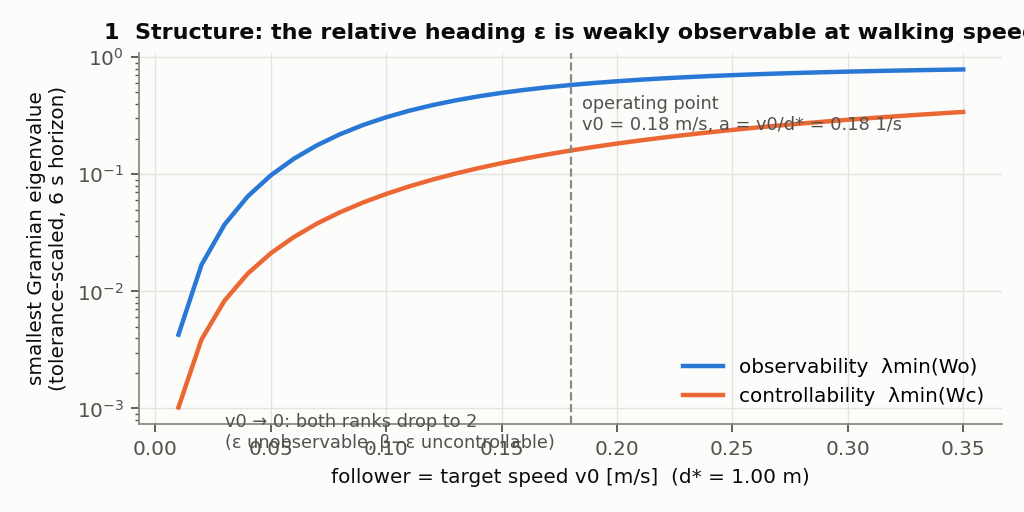 1 Structure: the relative heading ε is weakly observable at walking spee
smallest Gramian eigenvalue
(tolerance-scaled, 6 s horizon)
10⁰
10⁻¹
10⁻²
10⁻³
operating point
v0 = 0.18 m/s, a = v0/d* = 0.18 1/s
observability λmin(Wo)
controllability λmin(Wc)
v0 → 0: both ranks drop to 2
(ε unobservable, β−ε uncontrollable)
0.00 0.05 0.10 0.15 0.20 0.25 0.30 0.35
follower = target speed v0 [m/s] (d* = 1.00 m)